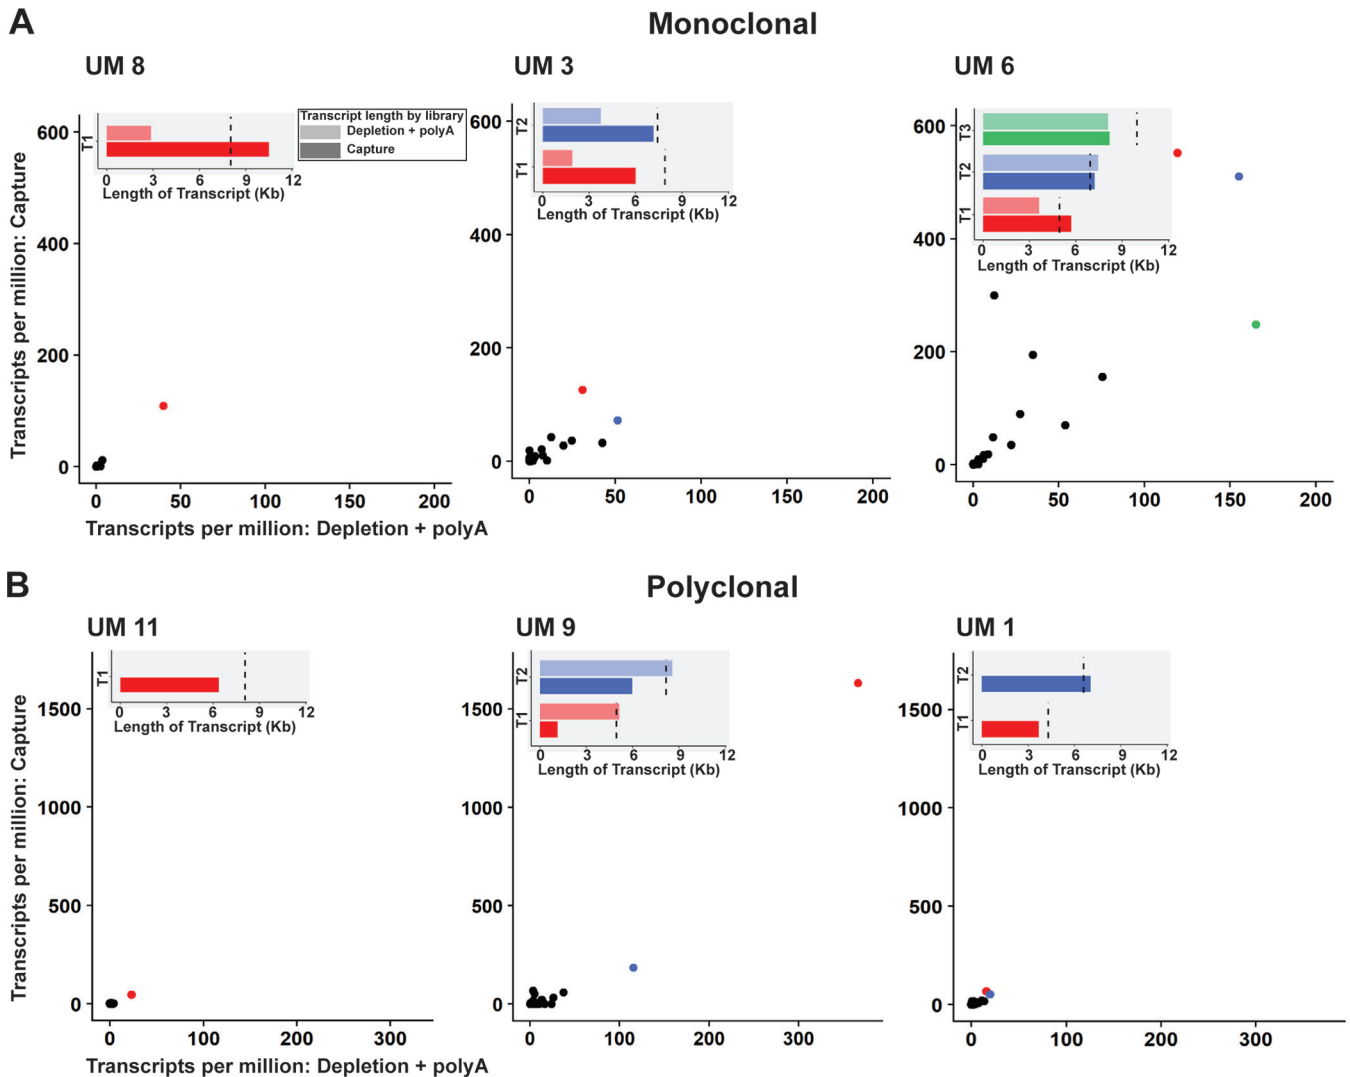 A
Monoclonal
UM 8
UM 3
UM 6
Transcripts per million: Capture
600
400
200
0
0 50 100 150 200
T1
0 3 6 9 12
Length of Transcript (Kb)
Transcript length by library
Depletion + polyA
Capture
600
400
200
0
0 50 100 150 200
T2
T1
0 3 6 9 12
Length of Transcript (Kb)
600
400
200
0
0 50 100 150 200
T3
T2
T1
0 3 6 9 12
Length of Transcript (Kb)
Transcripts per million: Depletion + polyA
B
Polyclonal
UM 11
UM 9
UM 1
Transcripts per million: Capture
1500
1000
500
0
0 100 200 300
T1
0 3 6 9 12
Length of Transcript (Kb)
1500
1000
500
0
0 100 200 300
T2
T1
0 3 6 9 12
Length of Transcript (Kb)
1500
1000
500
0
0 100 200 300
T2
T1
0 3 6 9 12
Length of Transcript (Kb)
Transcripts per million: Depletion + polyA